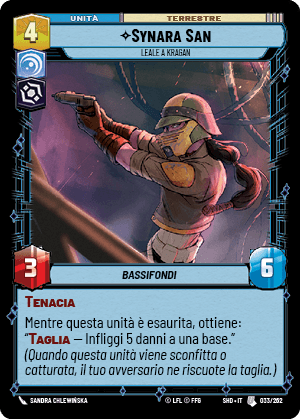 UNITÀ
TERRESTRE
4
✧SYNARA SAN
LEALE A KRAGAN
3
6
BASSIFONDI
TENACIA
Mentre questa unità è esaurita, ottiene:
“TAGLIA — Infliggi 5 danni a una base.”
(Quando questa unità viene sconfitta o
catturata, il tuo avversario ne riscuote la taglia.)
SANDRA CHLEWIŃSKA
© LFL © FFG
SHD • IT
033/262